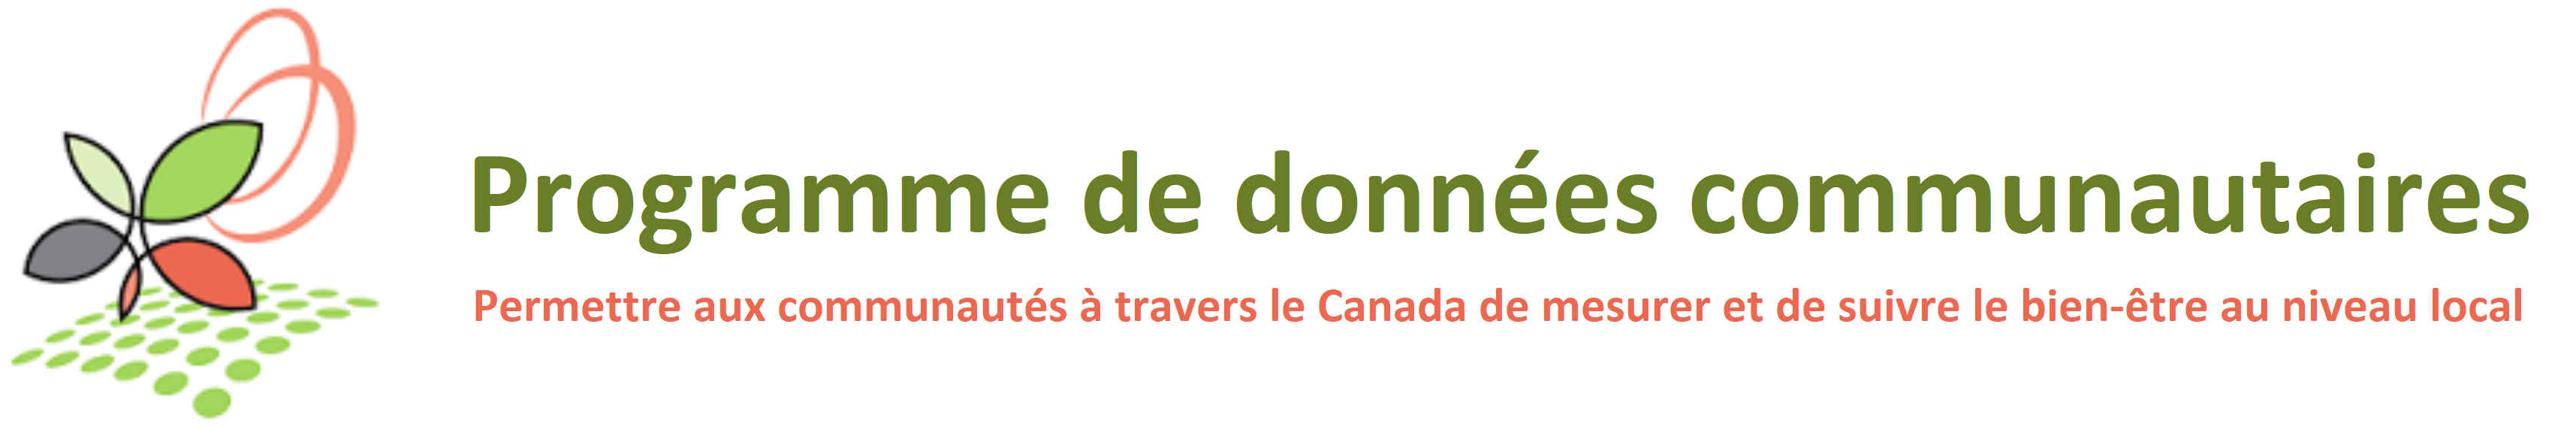 Programme de données communautaires
Permettre aux communautés à travers le Canada de mesurer et de suivre le bien-être au niveau local